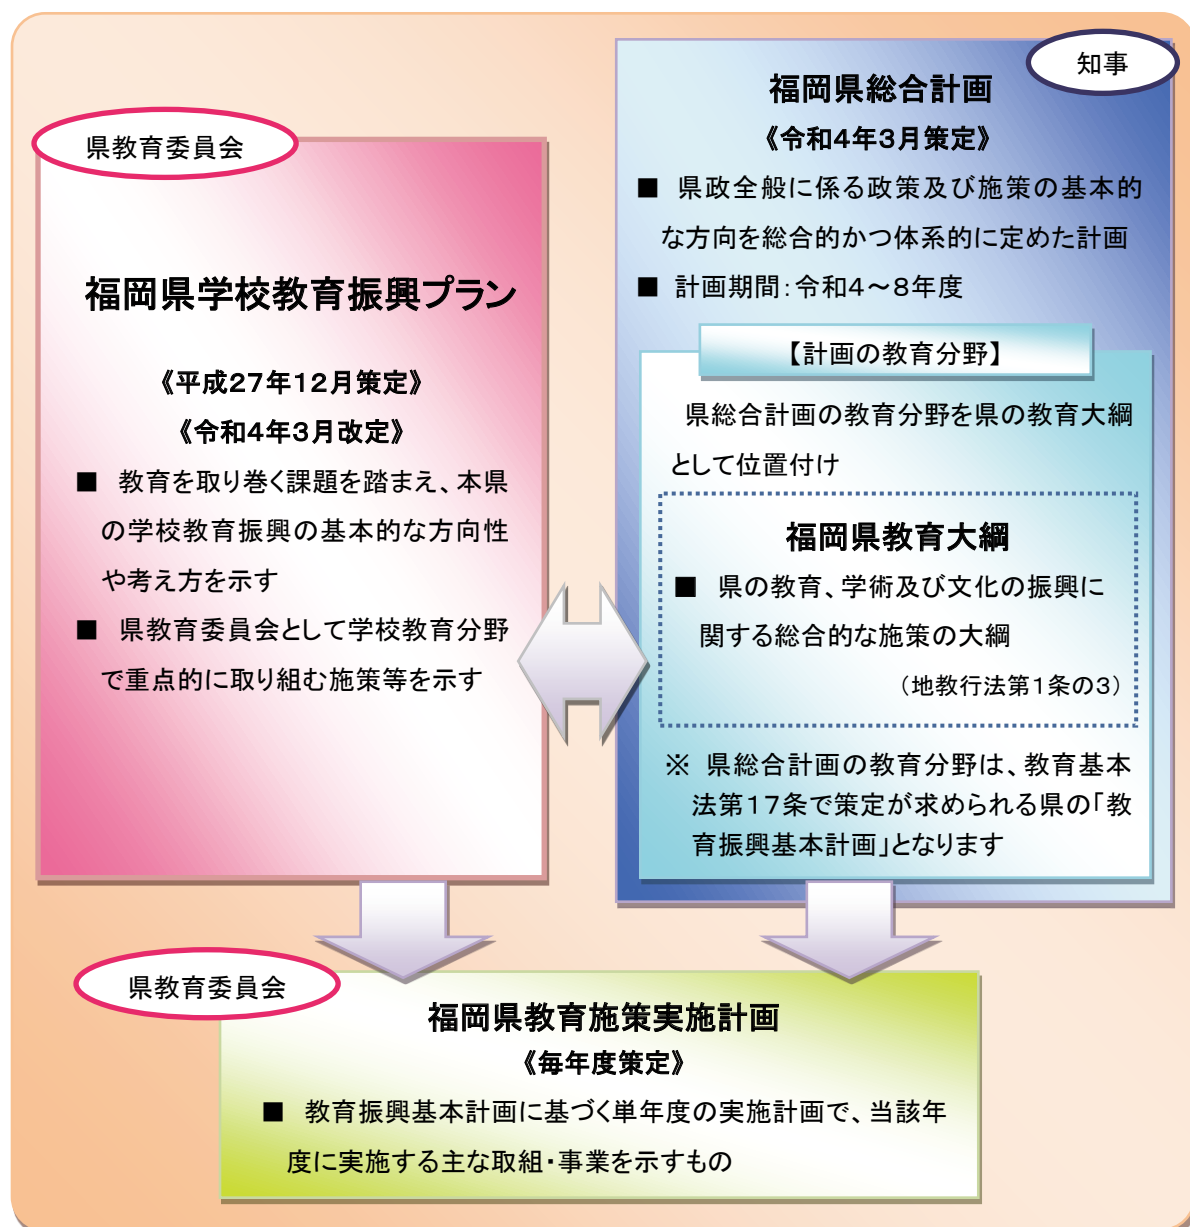 県教育委員会
福岡県学校教育振興プラン
《平成27年12月策定》
《令和4年3月改定》
■ 教育を取り巻く課題を踏まえ、本県
の学校教育振興の基本的な方向性
や考え方を示す
■ 県教育委員会として学校教育分野
で重点的に取り組む施策等を示す
知事
福岡県総合計画
《令和4年3月策定》
■ 県政全般に係る政策及び施策の基本的
な方向を総合的かつ体系的に定めた計画
■ 計画期間:令和4～8年度
【計画の教育分野】
県総合計画の教育分野を県の教育大綱
として位置付け
福岡県教育大綱
■ 県の教育、学術及び文化の振興に
関する総合的な施策の大綱
（地教行法第1条の3）
※ 県総合計画の教育分野は、教育基本
法第17条で策定が求められる県の「教
育振興基本計画」となります
県教育委員会
福岡県教育施策実施計画
《毎年度策定》
■ 教育振興基本計画に基づく単年度の実施計画で、当該年
度に実施する主な取組・事業を示すもの